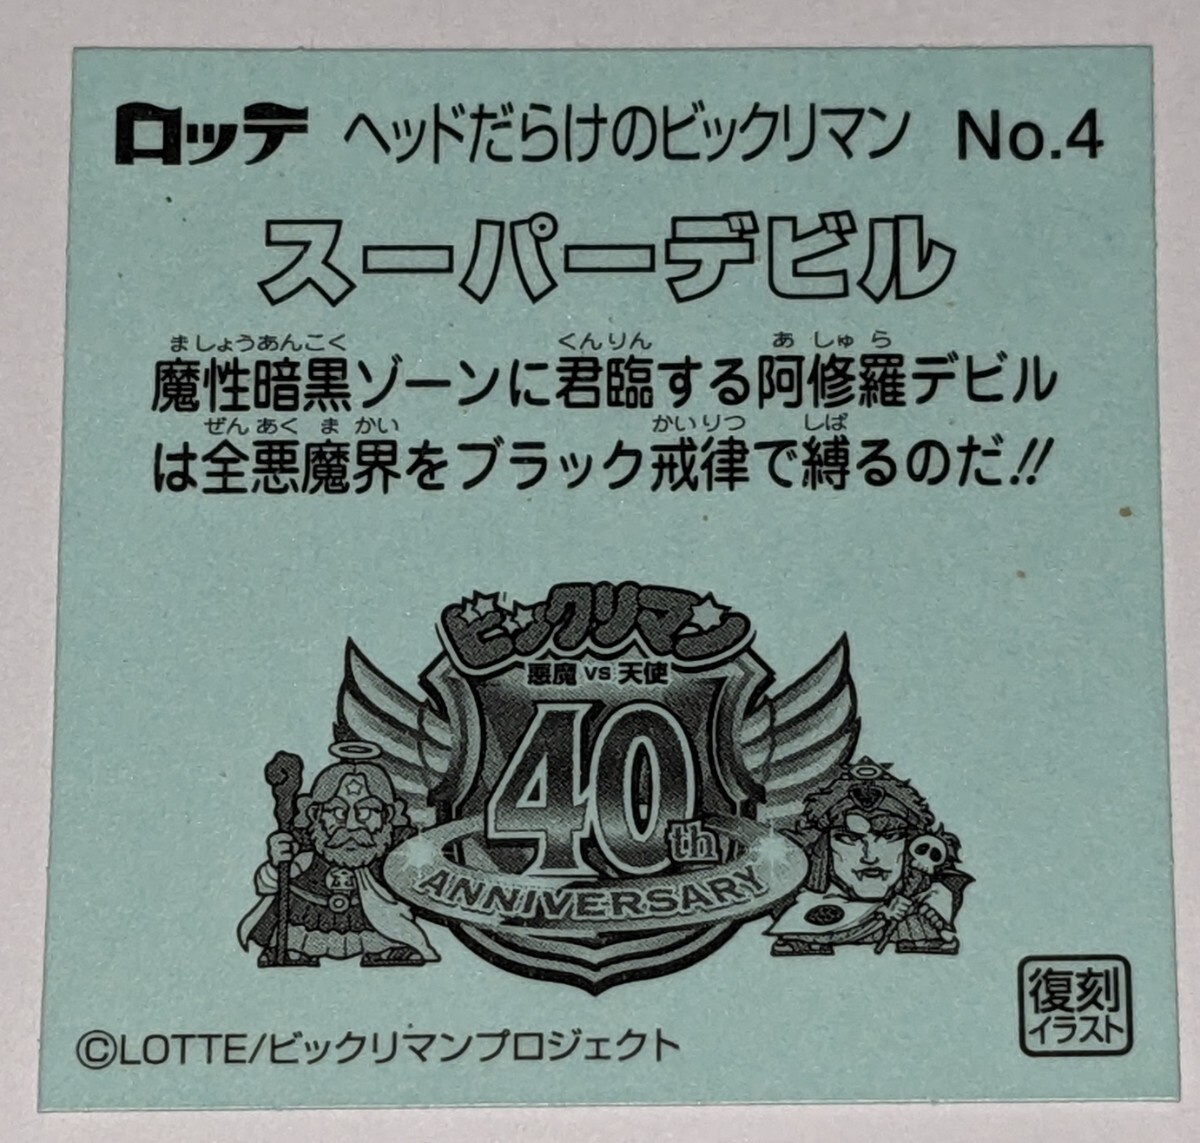 ロッテ ヘッドだらけのビックリマン No.4
スーパーデビル
ましょうあんこく くんりん あしゅら
魔性暗黒ゾーンに君臨する阿修羅デビル
ぜんあくまかい かいりつ しば
は全悪魔界をブラック戒律で縛るのだ!!
ビックリマン
悪魔 vs 天使
40th
ANNIVERSARY
復刻
イラスト
©LOTTE/ビックリマンプロジェクト